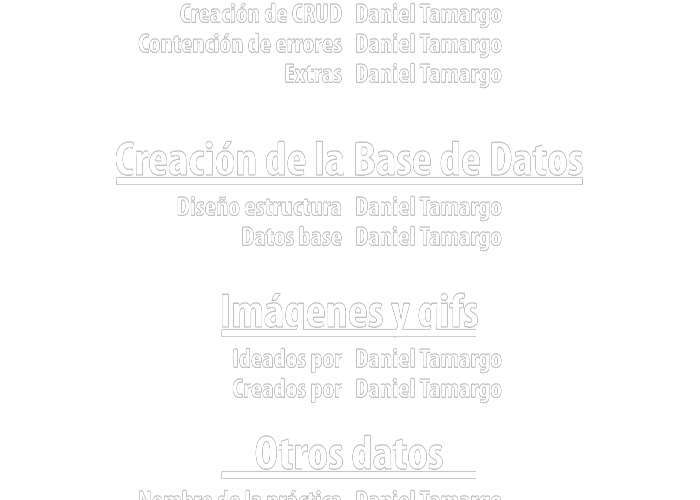 Creación de CRUD Daniel Tamargo
Contención de errores Daniel Tamargo
Extras Daniel Tamargo
Creación de la Base de Datos
Diseño estructura Daniel Tamargo
Datos base Daniel Tamargo
Imágenes y gifs
Ideados por Daniel Tamargo
Creados por Daniel Tamargo
Otros datos
Nombre de la práctica Daniel Tamargo